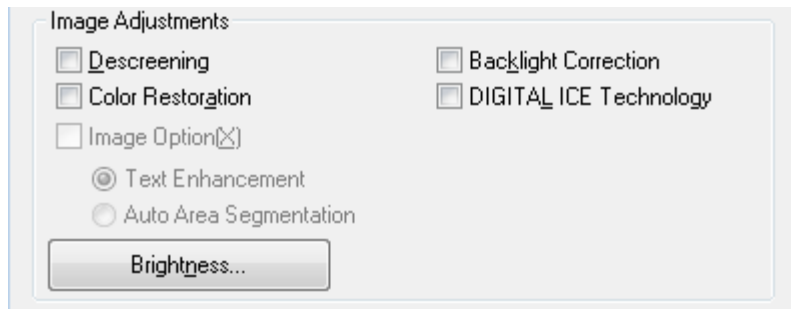 Image Adjustments
Descreening
Backlight Correction
Color Restoration
DIGITAL ICE Technology
Image Option(X)
Text Enhancement
Auto Area Segmentation
Brightness...